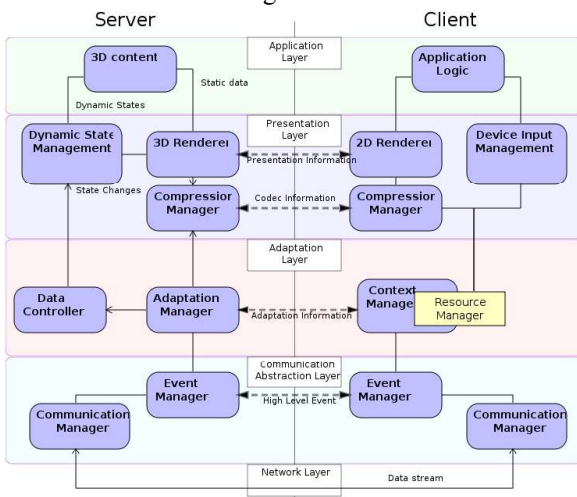 Server
Client
Application
Layer
3D content
Application
Logic
Static data
Dynamic States
Presentation
Layer
Dynamic State
Management
3D Renderer
2D Renderer
Device Input
Management
Presentation Information
State Changes
Compression
Manager
Codec Information
Compression
Manager
Adaptation
Layer
Data
Controller
Adaptation
Manager
Context
Manager
Resource
Manager
Adaptation Information
Communication
Abstraction Layer
Event
Manager
Event
Manager
High Level Event
Communication
Manager
Communication
Manager
Network Layer
Data stream